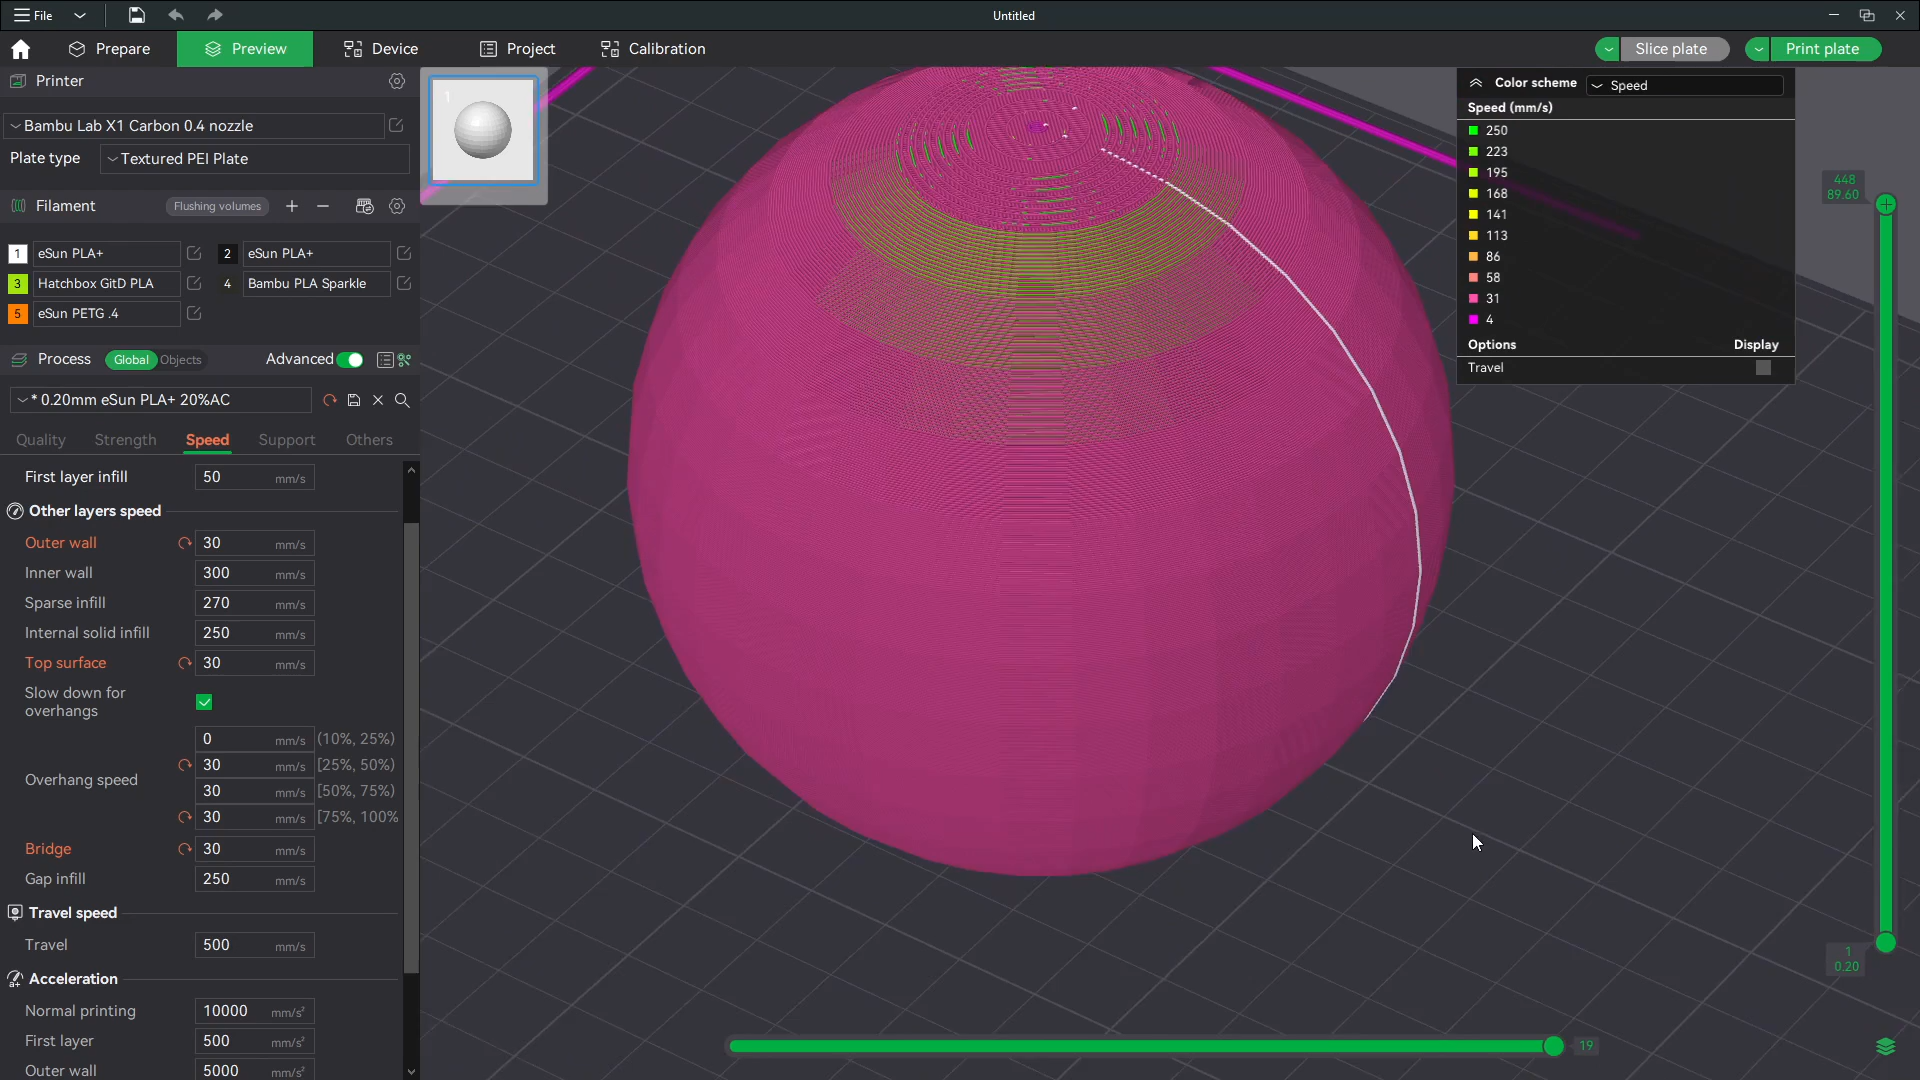 File
Untitled
Prepare
Preview
Device
Project
Calibration
Slice plate
Print plate
Printer
Bambu Lab X1 Carbon 0.4 nozzle
Plate type
Textured PEI Plate
Filament
Flushing volumes
1 eSun PLA+
2 eSun PLA+
3 Hatchbox GitD PLA
4 Bambu PLA Sparkle
5 eSun PETG .4
Process
Global Objects
Advanced
* 0.20mm eSun PLA+ 20%AC
Quality Strength Speed Support Others
First layer infill 50 mm/s
Other layers speed
Outer wall 30 mm/s
Inner wall 300 mm/s
Sparse infill 270 mm/s
Internal solid infill 250 mm/s
Top surface 30 mm/s
Slow down for
overhangs
0 mm/s (10%, 25%)
30 mm/s [25%, 50%)
Overhang speed
30 mm/s [50%, 75%)
30 mm/s [75%, 100%
Bridge 30 mm/s
Gap infill 250 mm/s
Travel speed
Travel 500 mm/s
Acceleration
Normal printing 10000 mm/s²
First layer 500 mm/s²
Outer wall 5000 mm/s²
1
Color scheme Speed
Speed (mm/s)
250
223
195
168
141
113
86
58
31
4
Options Display
Travel
448
89.60
1
0.20
19